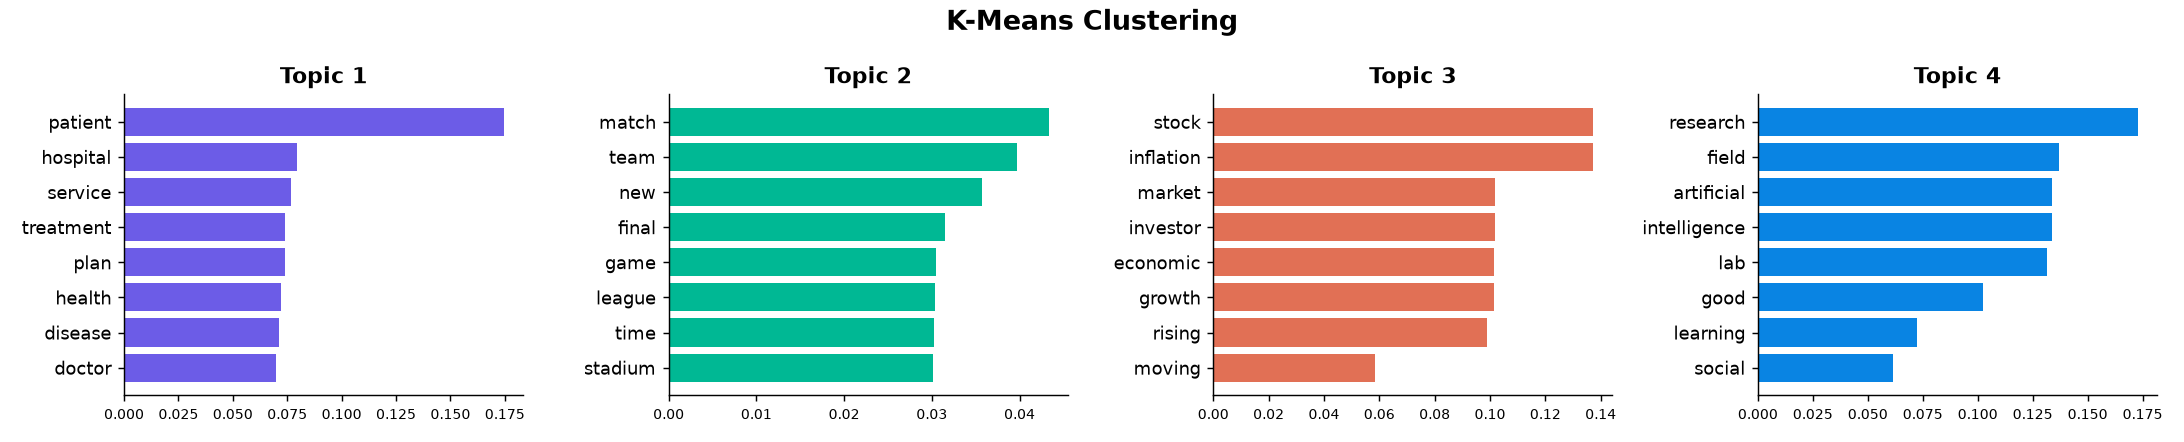 K-Means Clustering
Topic 1
patient
hospital
service
treatment
plan
health
disease
doctor
0.000 0.025 0.050 0.075 0.100 0.125 0.150 0.175
Topic 2
match
team
new
final
game
league
time
stadium
0.00 0.01 0.02 0.03 0.04
Topic 3
stock
inflation
market
investor
economic
growth
rising
moving
0.00 0.02 0.04 0.06 0.08 0.10 0.12 0.14
Topic 4
research
field
artificial
intelligence
lab
good
learning
social
0.000 0.025 0.050 0.075 0.100 0.125 0.150 0.175